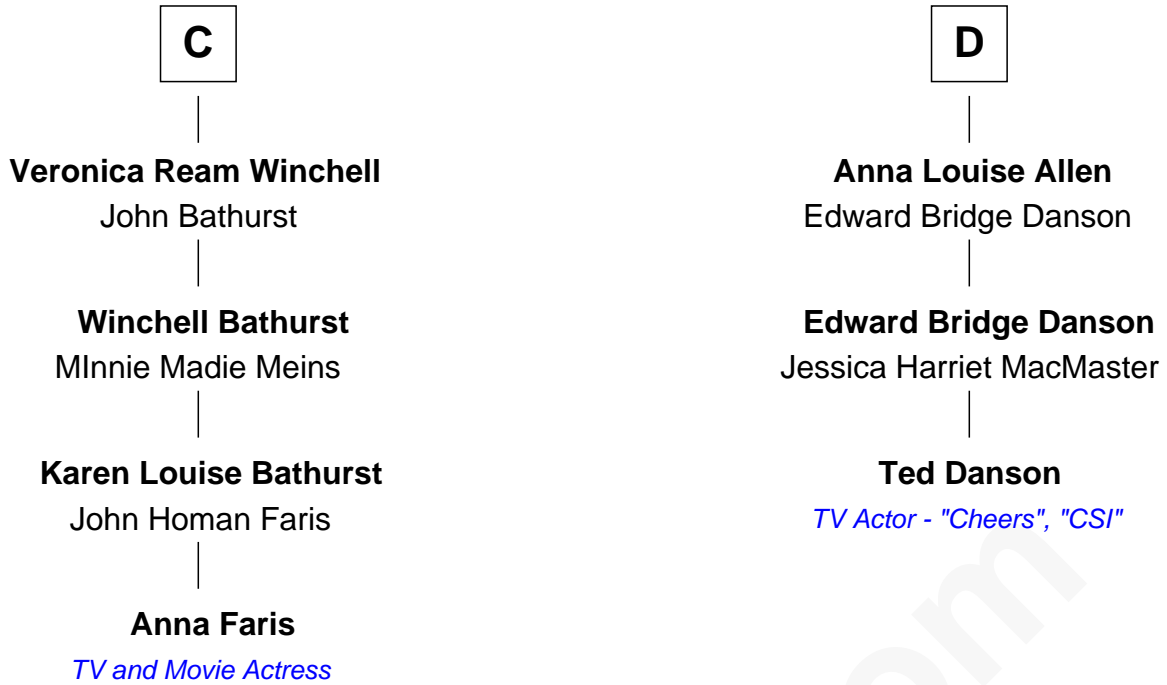 C
Veronica Ream Winchell
John Bathurst
Winchell Bathurst
MInnie Madie Meins
Karen Louise Bathurst
John Homan Faris
Anna Faris
TV and Movie Actress
D
Anna Louise Allen
Edward Bridge Danson
Edward Bridge Danson
Jessica Harriet MacMaster
Ted Danson
TV Actor - "Cheers", "CSI"
om